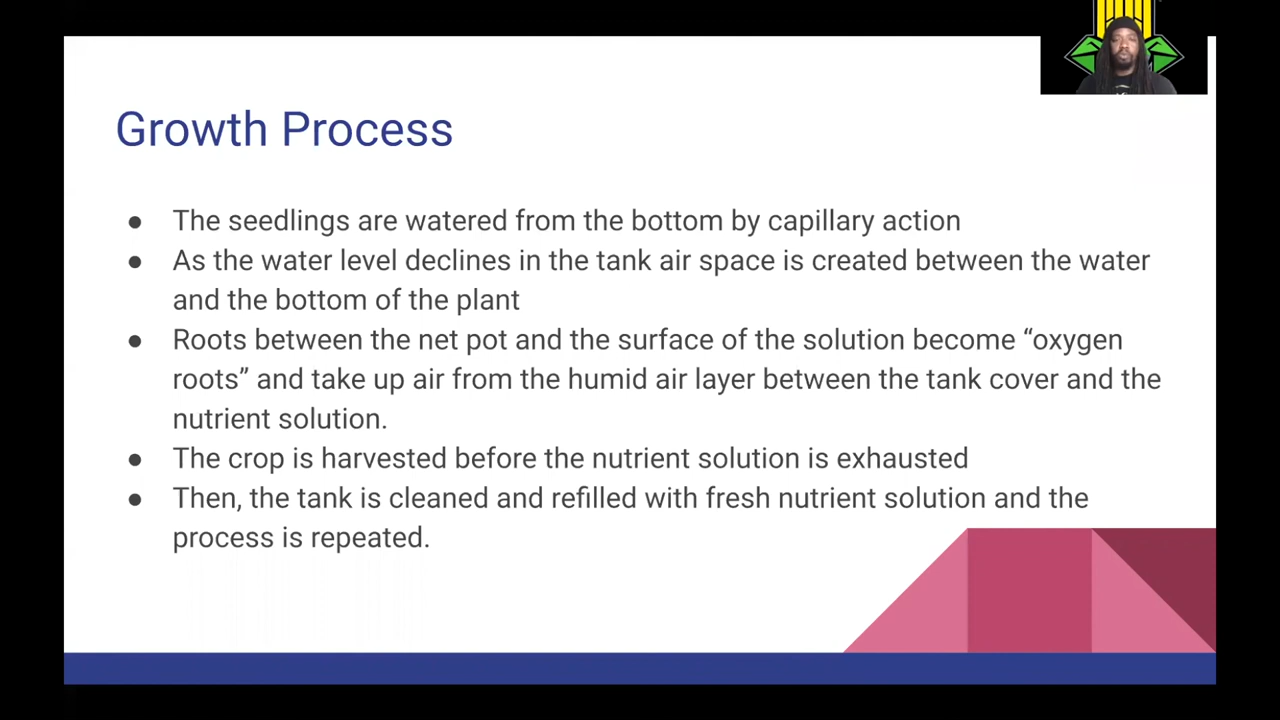 Growth Process
● The seedlings are watered from the bottom by capillary action
● As the water level declines in the tank air space is created between the water
and the bottom of the plant
● Roots between the net pot and the surface of the solution become “oxygen
roots” and take up air from the humid air layer between the tank cover and the
nutrient solution.
● The crop is harvested before the nutrient solution is exhausted
● Then, the tank is cleaned and refilled with fresh nutrient solution and the
process is repeated.